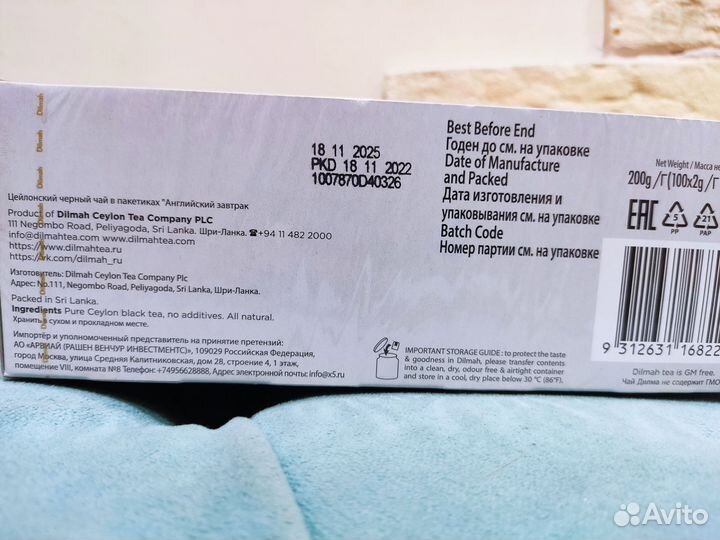 Dilmah
Dilmah
Dilmah
Dilmah
18 11 2025
PKD 18 11 2022
1007870D40326
Best Before End
Годен до см. на упаковке
Date of Manufacture
and Packed
Дата изготовления и
упаковывания см. на упаковке
Batch Code
Номер партии см. на упаковке
Net Weight / Масса не
200g /Г(100x2g /Г
EAC
5
PP
21
PAP
Цейлонский черный чай в пакетиках "Английский завтрак
Product of Dilmah Ceylon Tea Company PLC
111 Negombo Road, Peliyagoda, Sri Lanka. Шри-Ланка. ☎+94 11 482 2000
info@dilmahtea.com www.dilmahtea.com
https://www.dilmahtea.ru
https://ark.com/dilmah_ru
Изготовитель: Dilmah Ceylon Tea Company Plc
Адрес: No.111, Negombo Road, Peliyagoda, Sri Lanka, Шри-Ланка.
Packed in Sri Lanka.
Ingredients Pure Ceylon black tea, no additives. All natural.
Хранить в сухом и прохладном месте.
Импортёр и уполномоченный представитель на принятие претензий:
АО «АРВИАЙ (РАШЕН ВЕНЧУР ИНВЕСТМЕНТС)», 109029 Российская Федерация,
город Москва, улица Средняя Калитниковская, дом 28, строение 4, 1 этаж,
помещение VIII, комната №8 Телефон: +74956628888, Адрес электронной почты: info@x5.ru
IMPORTANT STORAGE GUIDE : to protect the taste
& goodness in Dilmah, please transfer contents
into a clean, dry, odour free & airtight container
and store in a cool, dry place below 30 °C (86°F).
9 312631 16822
Dilmah tea is GM free.
Чай Дилма не содержит ГМО
Avito